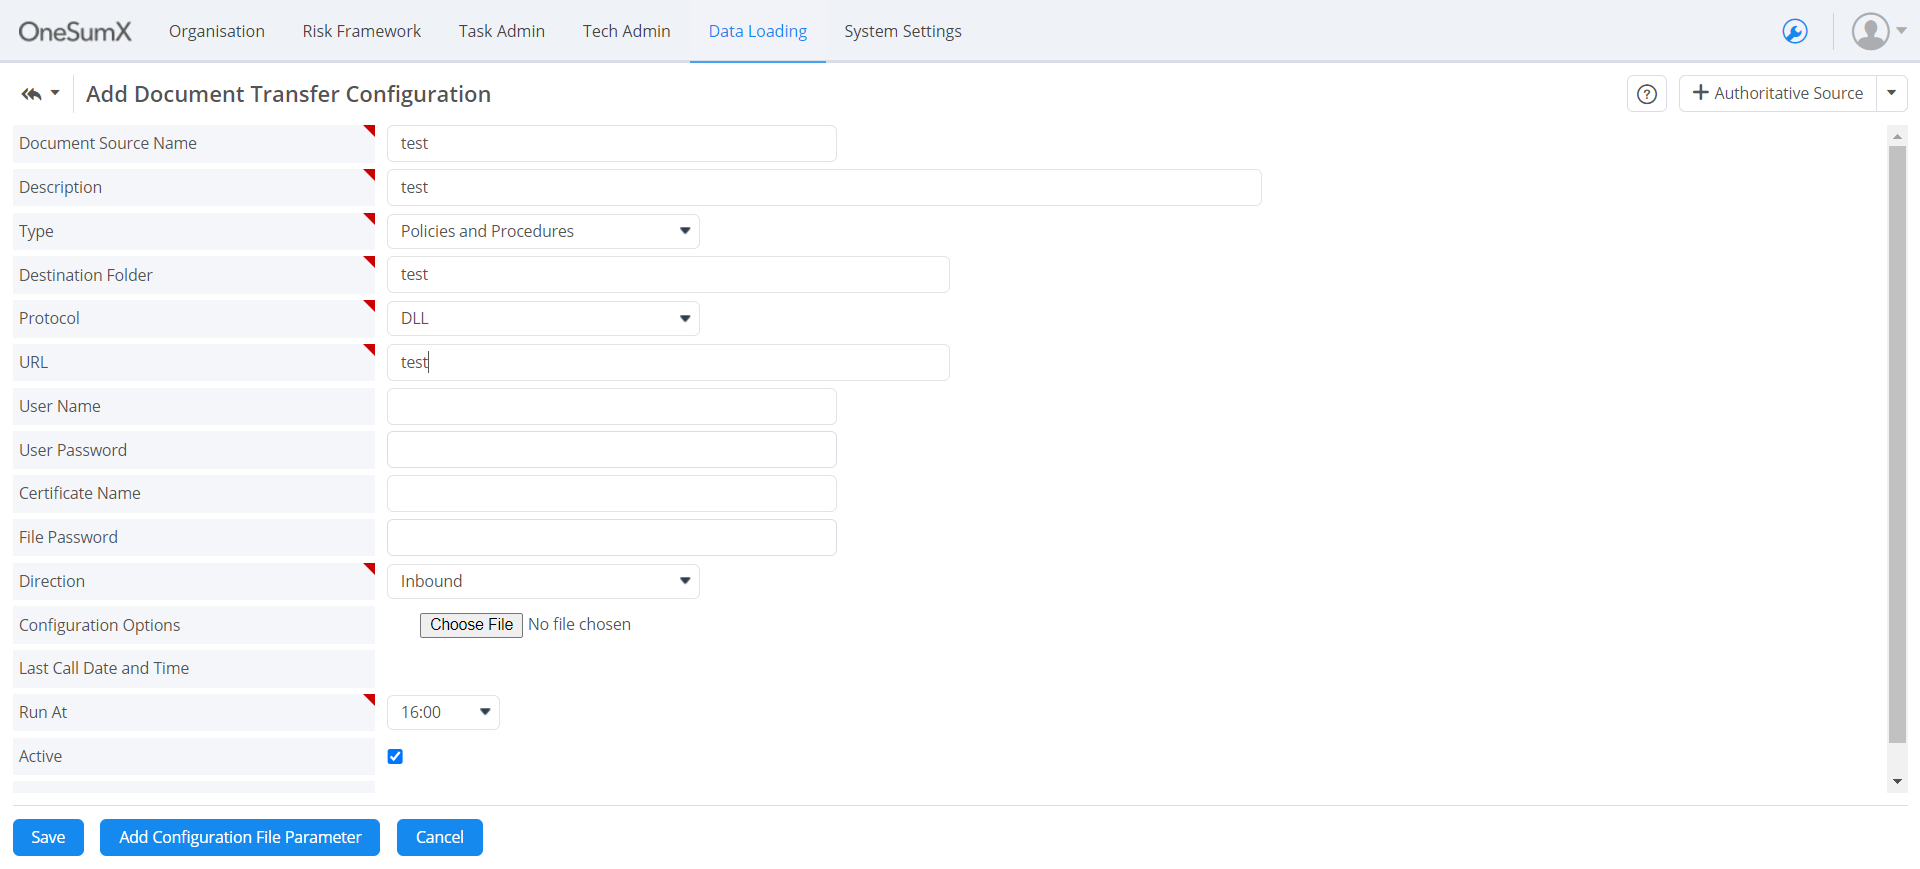 OneSumX Organisation Risk Framework Task Admin Tech Admin Data Loading System Settings
Add Document Transfer Configuration ? + Authoritative Source
Document Source Name test
Description test
Type Policies and Procedures
Destination Folder test
Protocol DLL
URL test
User Name
User Password
Certificate Name
File Password
Direction Inbound
Configuration Options Choose File No file chosen
Last Call Date and Time
Run At 16:00
Active
Save Add Configuration File Parameter Cancel